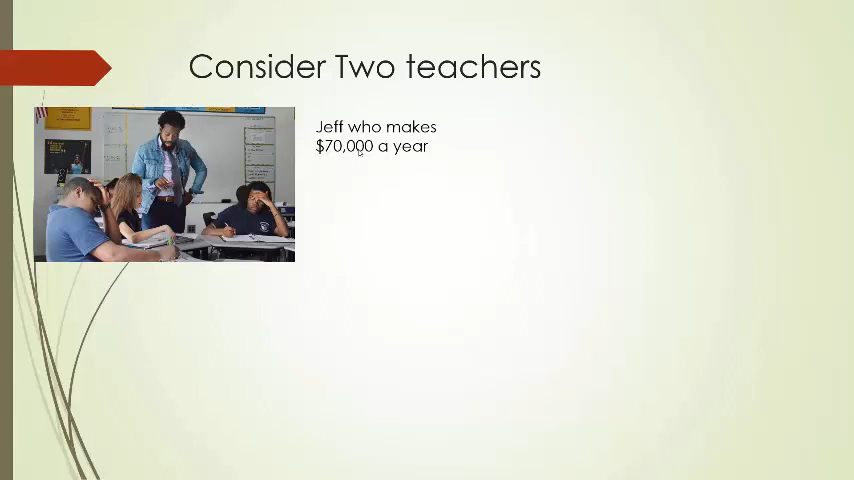 Consider Two teachers
Jeff who makes
$70,000 a year